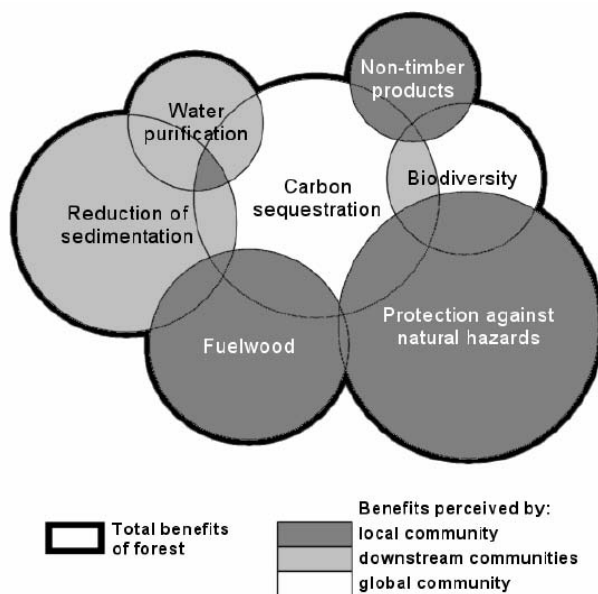 Non-timber
products
Water
purification
Biodiversity
Carbon
sequestration
Reduction of
sedimentation
Protection against
natural hazards
Fuelwood
Total benefits
of forest
Benefits perceived by:
local community
downstream communities
global community